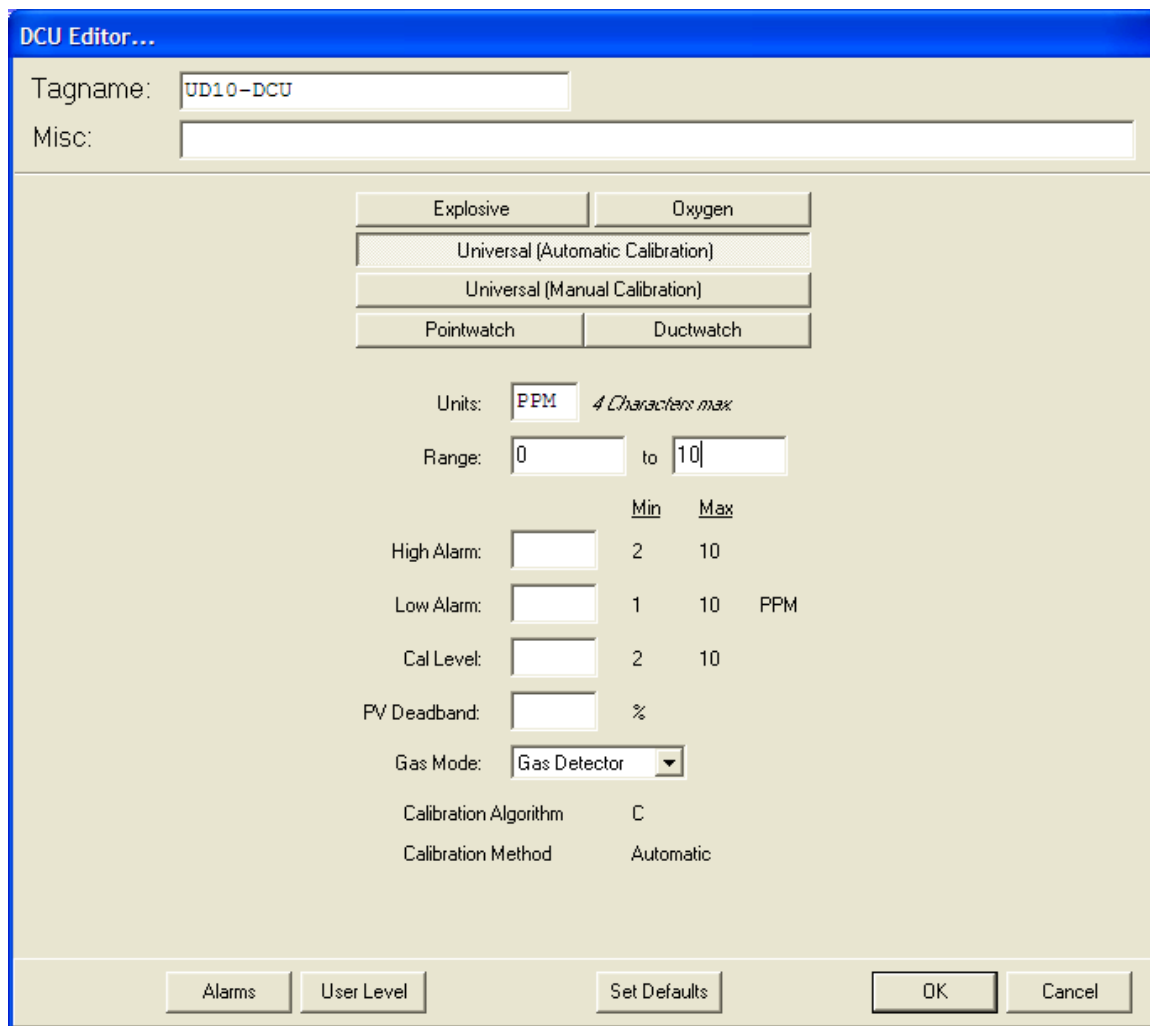 DCU Editor...
Tagname: UD10-DCU
Misc:
Explosive Oxygen
Universal (Automatic Calibration)
Universal (Manual Calibration)
Pointwatch Ductwatch
Units: PPM 4 Characters max
Range: 0 to 10
Min Max
High Alarm: 2 10
Low Alarm: 1 10 PPM
Cal Level: 2 10
PV Deadband: %
Gas Mode: Gas Detector
Calibration Algorithm C
Calibration Method Automatic
Alarms User Level Set Defaults OK Cancel